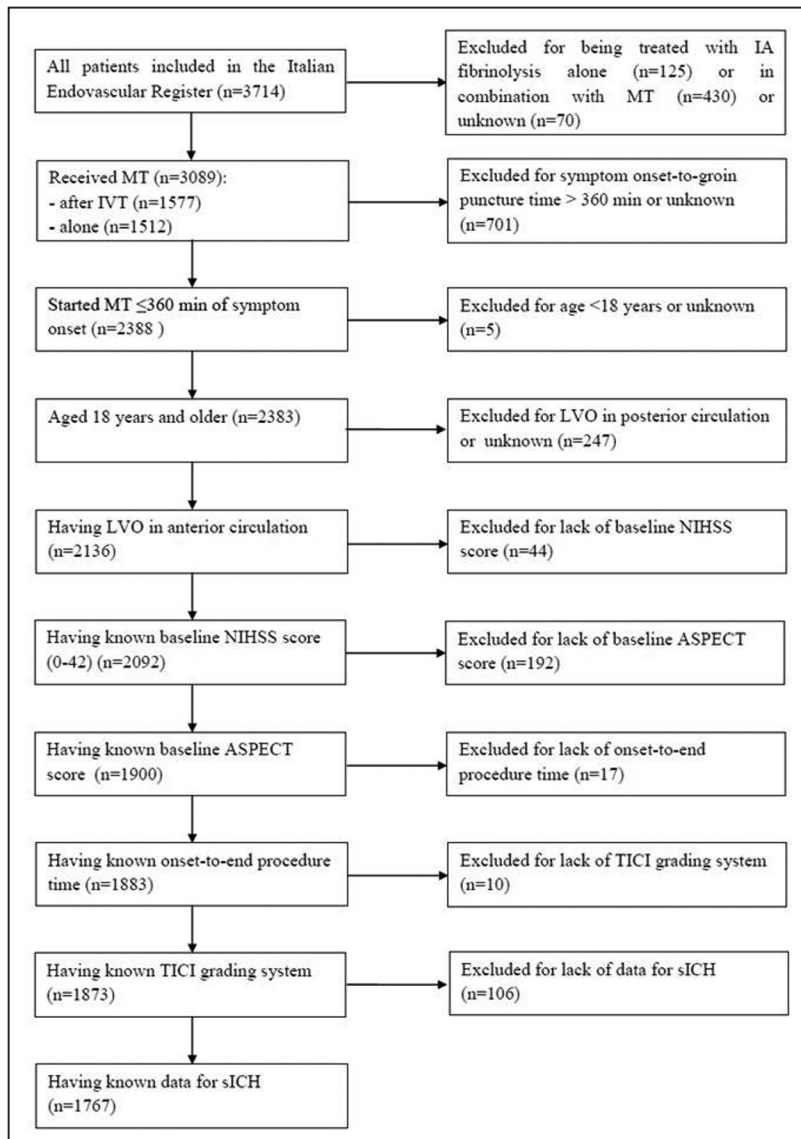 All patients included in the Italian
Endovascular Register (n=3714)
Excluded for being treated with IA
fibrinolysis alone (n=125) or in
combination with MT (n=430) or
unknown (n=70)
Received MT (n=3089):
- after IVT (n=1577)
- alone (n=1512)
Excluded for symptom onset-to-groin
puncture time > 360 min or unknown
(n=701)
Started MT ≤360 min of symptom
onset (n=2388 )
Excluded for age <18 years or unknown
(n=5)
Aged 18 years and older (n=2383)
Excluded for LVO in posterior circulation
or unknown (n=247)
Having LVO in anterior circulation
(n=2136)
Excluded for lack of baseline NIHSS
score (n=44)
Having known baseline NIHSS score
(0-42) (n=2092)
Excluded for lack of baseline ASPECT
score (n=192)
Having known baseline ASPECT
score (n=1900)
Excluded for lack of onset-to-end
procedure time (n=17)
Having known onset-to-end procedure
time (n=1883)
Excluded for lack of TICI grading system
(n=10)
Having known TICI grading system
(n=1873)
Excluded for lack of data for sICH
(n=106)
Having known data for sICH
(n=1767)